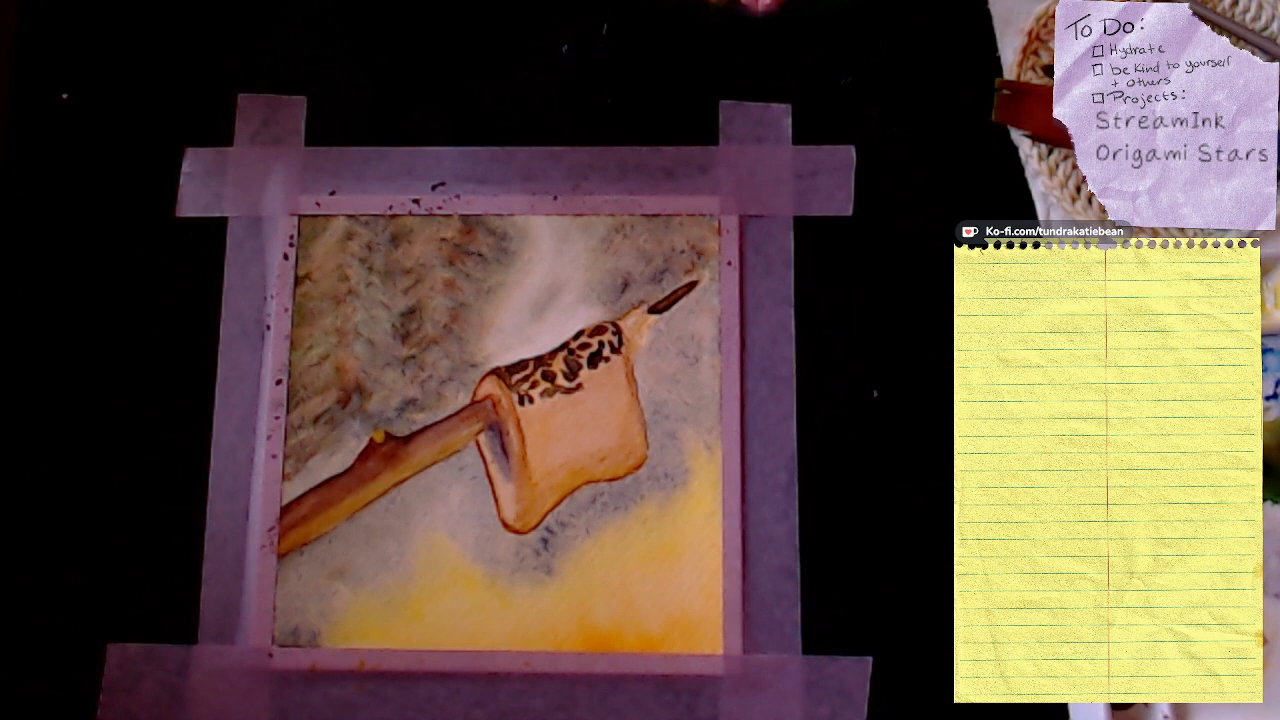 To Do:
☐ Hydrate
☐ be Kind to yourself
+ others
☐ Projects:
StreamInk
Origami Stars
Ko-fi.com/tundrakatiebean